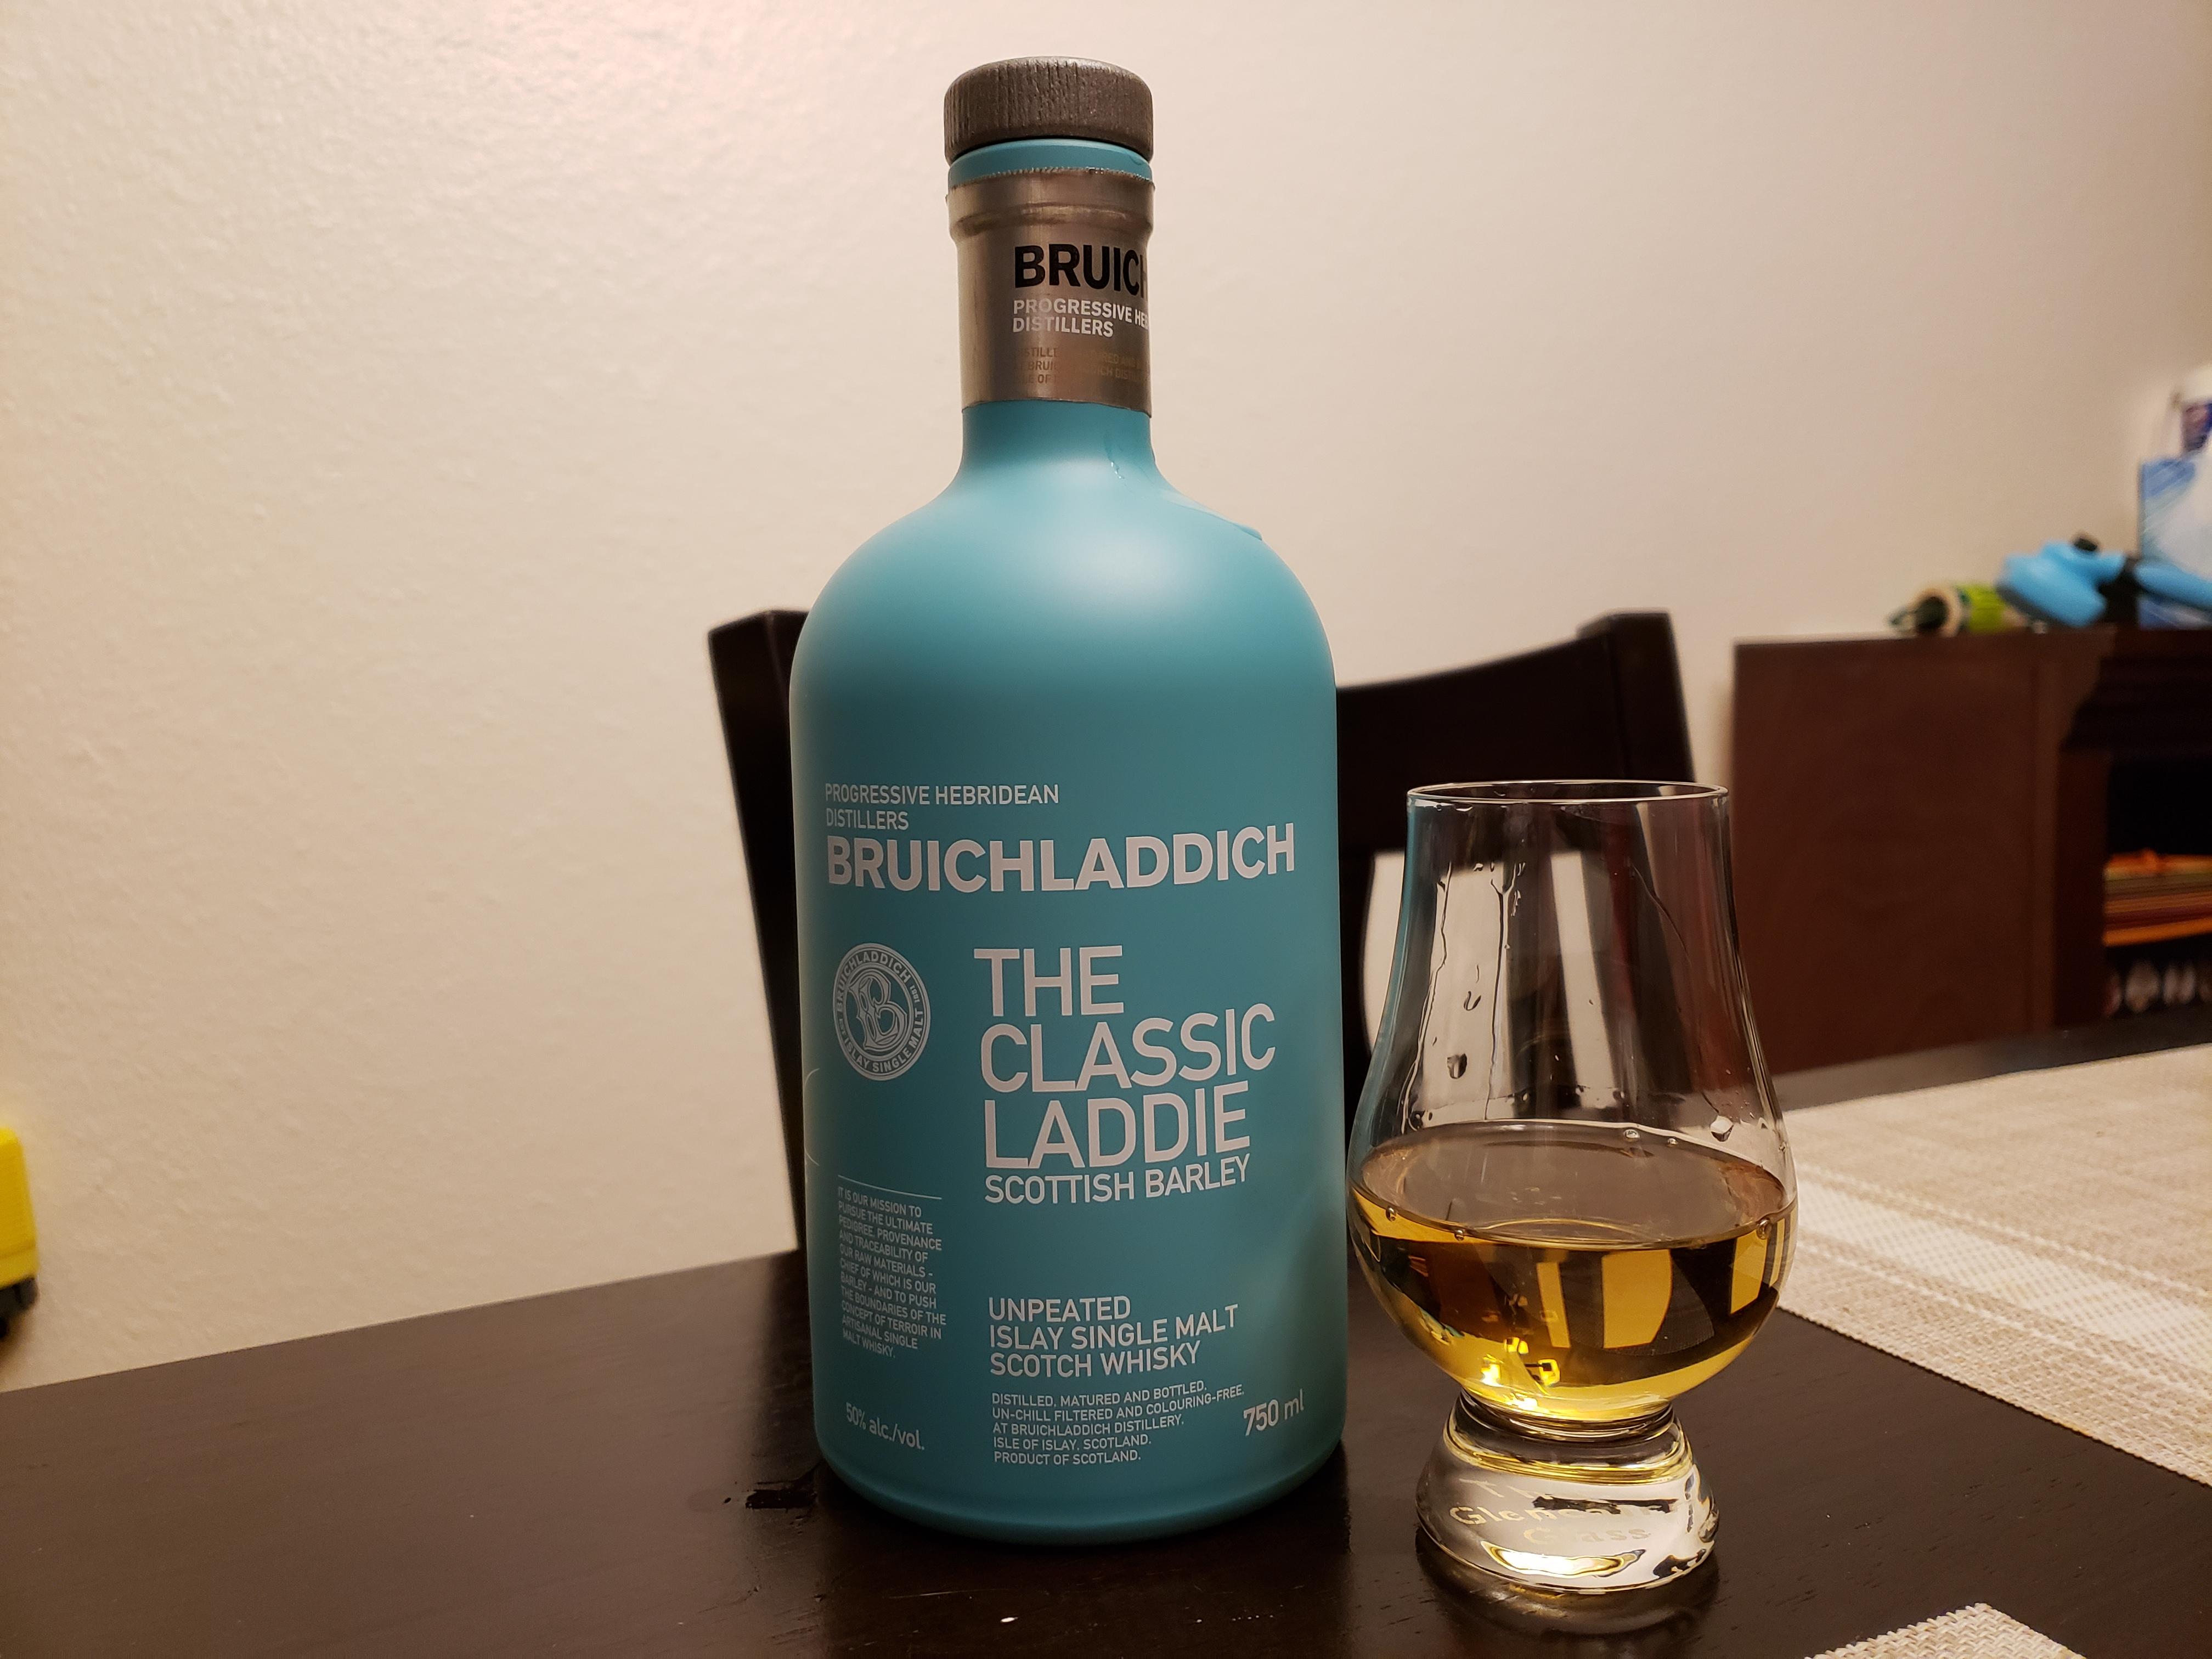 BRUICH
PROGRESSIVE HE
DISTILLERS
PROGRESSIVE HEBRIDEAN
DISTILLERS
BRUICHLADDICH
BRUICHLADDICH 1881
ISLAY SINGLE MALT
B
THE
CLASSIC
LADDIE
SCOTTISH BARLEY
IT IS OUR MISSION TO
PURSUE THE ULTIMATE
PEDIGREE, PROVENANCE
AND TRACEABILITY OF
OUR RAW MATERIALS -
CHIEF OF WHICH IS OUR
BARLEY - AND TO PUSH
THE BOUNDARIES OF THE
CONCEPT OF TERROIR IN
ARTISANAL SINGLE
MALT WHISKY.
UNPEATED
ISLAY SINGLE MALT
SCOTCH WHISKY
50% alc./vol.
DISTILLED, MATURED AND BOTTLED,
UN-CHILL FILTERED AND COLOURING-FREE,
AT BRUICHLADDICH DISTILLERY,
ISLE OF ISLAY, SCOTLAND.
PRODUCT OF SCOTLAND.
750 ml
Glencairn
Glass